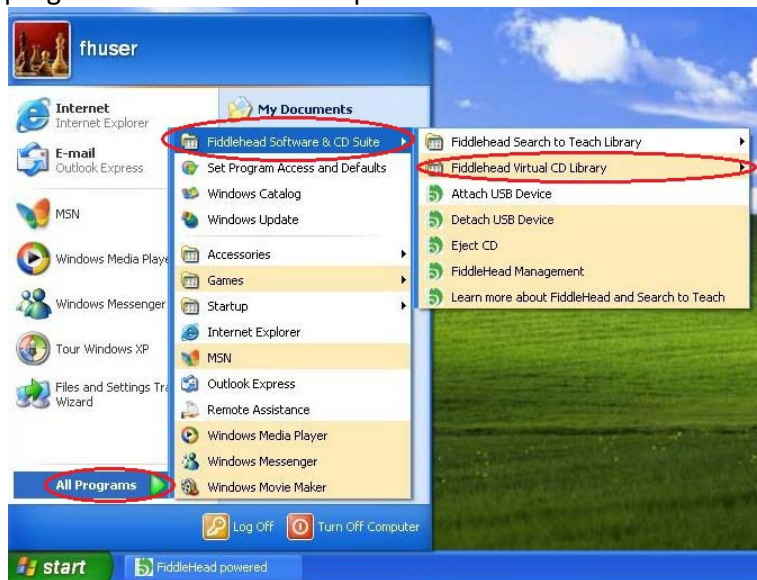 fhuser
Internet
Internet Explorer
E-mail
Outlook Express
MSN
Windows Media Playe
Windows Messenger
Tour Windows XP
Files and Settings Tra
Wizard
All Programs
My Documents
Fiddlehead Software & CD Suite
Set Program Access and Defaults
Windows Catalog
Windows Update
Accessories
Games
Startup
Internet Explorer
MSN
Outlook Express
Remote Assistance
Windows Media Player
Windows Messenger
Windows Movie Maker
Fiddlehead Search to Teach Library
Fiddlehead Virtual CD Library
Attach USB Device
Detach USB Device
Eject CD
FiddleHead Management
Learn more about FiddleHead and Search to Teach
Log Off
Turn Off Computer
start
FiddleHead powered